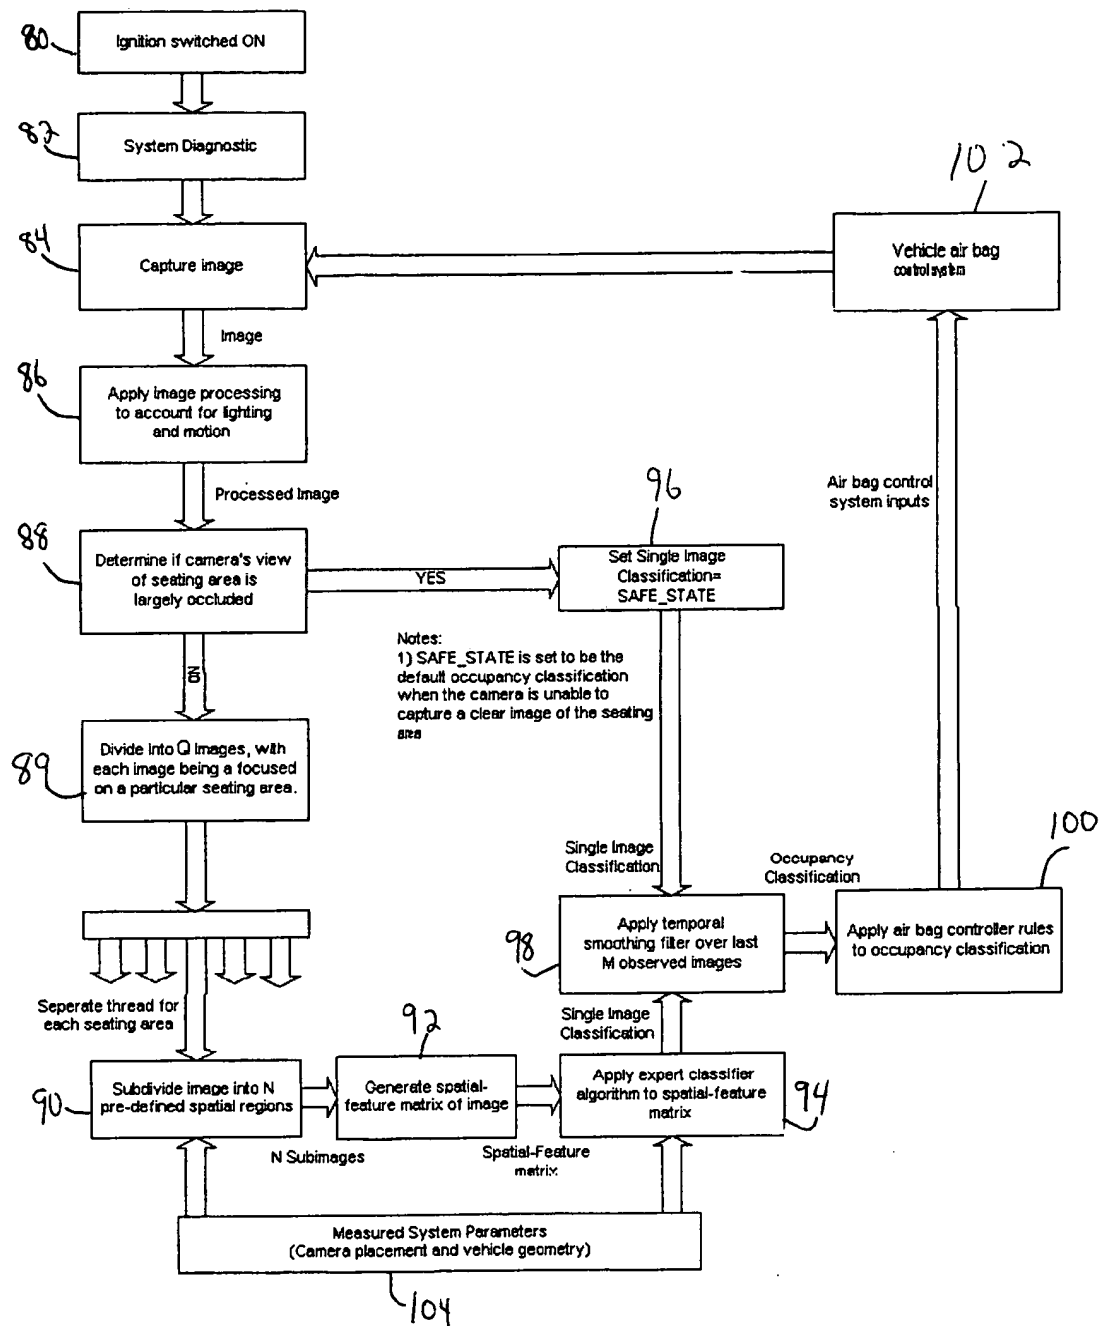 80
Ignition switched ON
82
System Diagnostic
102
84
Capture image
Vehicle air bag
control system
Image
86
Apply image processing
to account for lighting
and motion
Processed Image
96
Air bag control
system inputs
88
Determine if camera's view
of seating area is
largely occluded
YES
Set Single Image
Classification=
SAFE_STATE
NO
Notes:
1) SAFE_STATE is set to be the
default occupancy classification
when the camera is unable to
capture a clear image of the seating
area
89
Divide into Q images, with
each image being a focused
on a particular seating area.
100
Single Image
Classification
Occupancy
Classification
98
Apply temporal
smoothing filter over last
M observed images
Apply air bag controller rules
to occupancy classification
Seperate thread for
each seating area
92
Single Image
Classification
90
Subdivide image into N
pre-defined spatial regions
Generate spatial-
feature matrix of image
Apply expert classifier
algorithm to spatial-feature
matrix
94
N Subimages
Spatial-Feature
matrix
Measured System Parameters
(Camera placement and vehicle geometry)
104